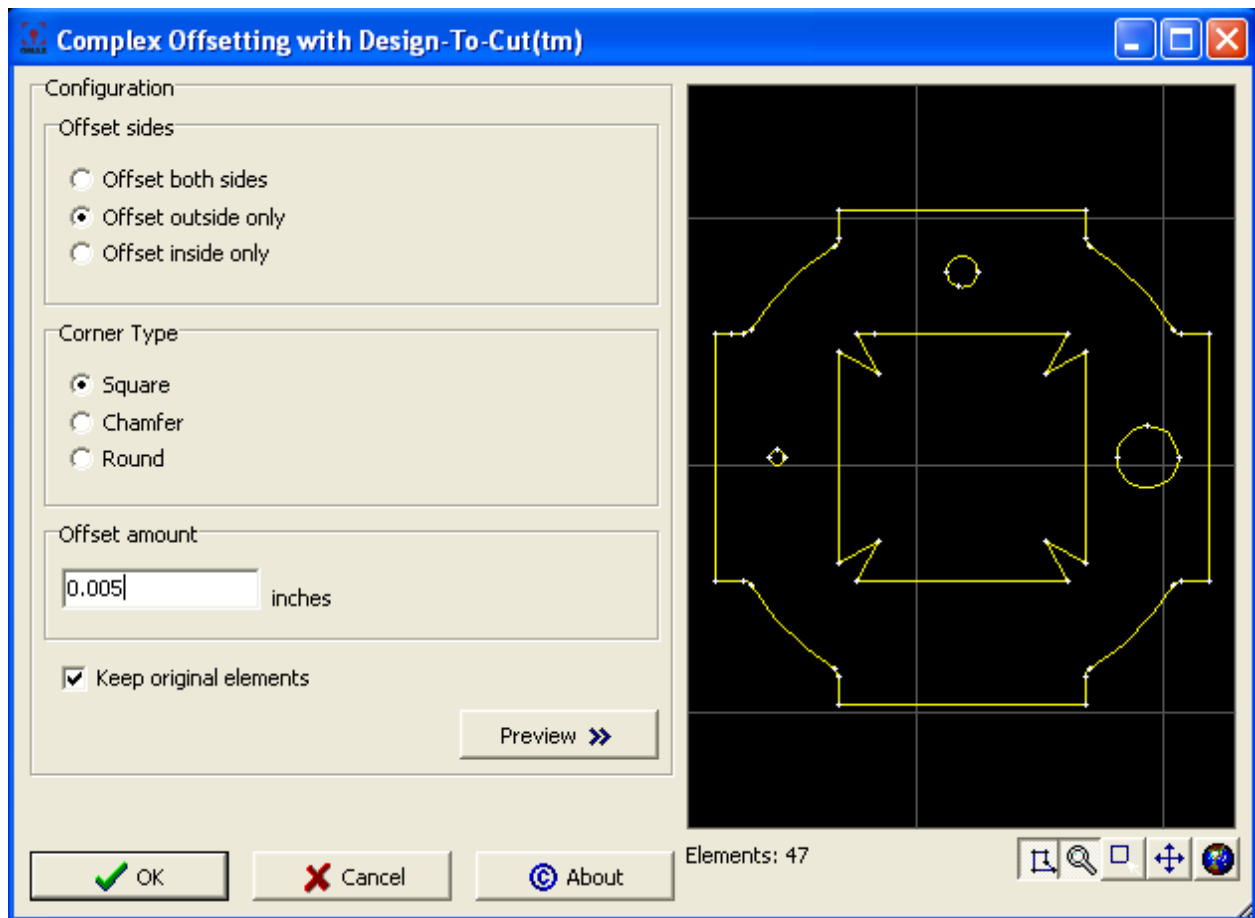 Complex Offsetting with Design-To-Cut(tm)
Configuration
Offset sides
Offset both sides
Offset outside only
Offset inside only
Corner Type
Square
Chamfer
Round
Offset amount
0.005
inches
Keep original elements
Preview »
OK
Cancel
© About
Elements: 47